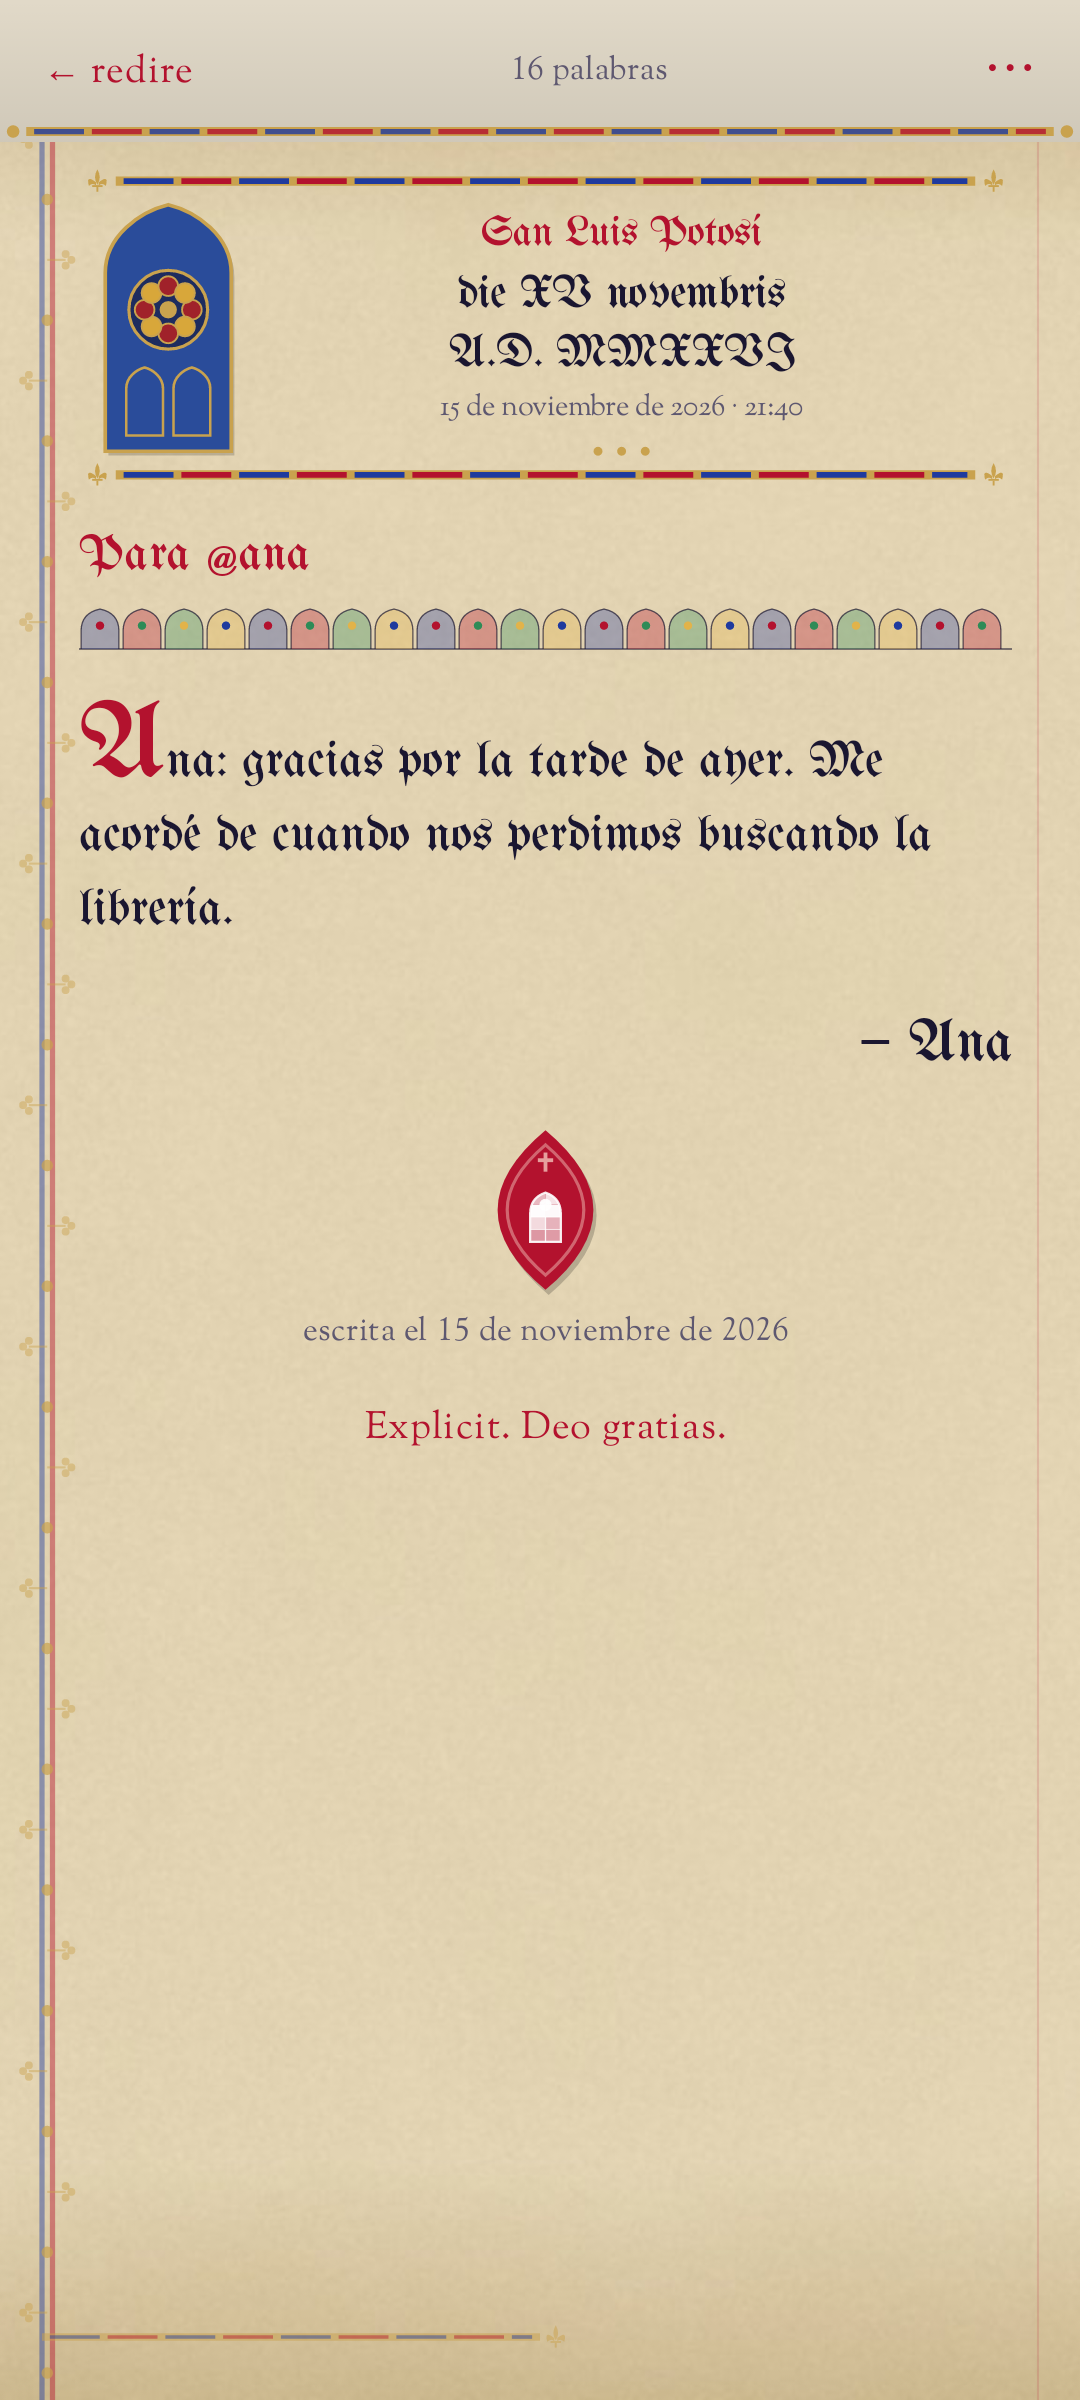 ← redire
16 palabras
San Luis Potosí
die XV novembris
A.D. MMXXVI
15 de noviembre de 2026 · 21:40
Para @ana
Ana: gracias por la tarde de ayer. Me
acordé de cuando nos perdimos buscando la
librería.
– Ana
escrita el 15 de noviembre de 2026
Explicit. Deo gratias.